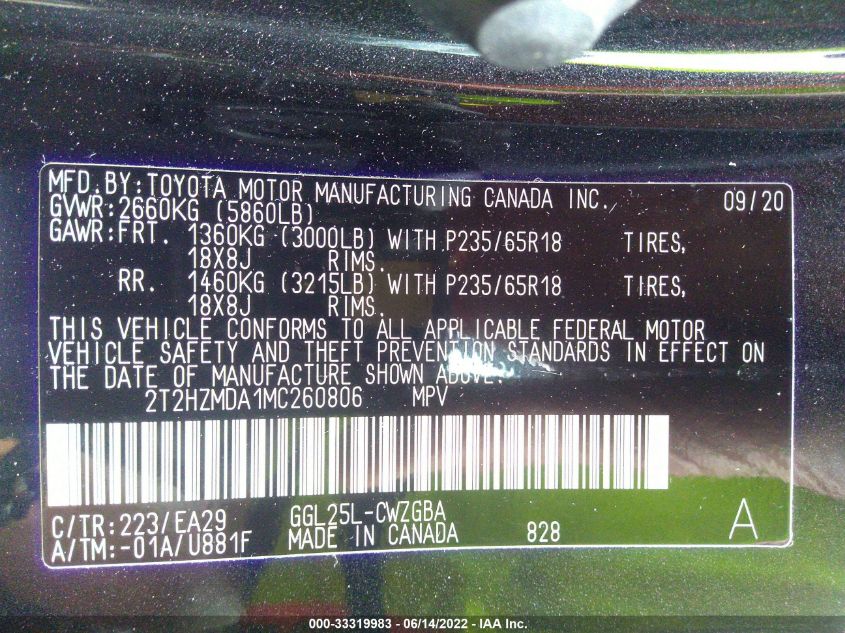 MFD.BY:TOYOTA MOTOR MANUFACTURING CANADA INC. 09/20
GVWR:2660KG (5860LB)
GAWR:FRT. 1360KG (3000LB) WITH P235/65R18 TIRES,
18X8J RIMS.
RR. 1460KG (3215LB) WITH P235/65R18 TIRES,
18X8J RIMS.
THIS VEHICLE CONFORMS TO ALL APPLICABLE FEDERAL MOTOR
VEHICLE SAFETY AND THEFT PREVENTION STANDARDS IN EFFECT ON
THE DATE OF MANUFACTURE SHOWN ABOVE.
2T2HZMDA1MC260806 MPV
C/TR:223/EA29 GGL25L-CWZGBA
A/TM:-01A/U881F MADE IN CANADA 828 A
000-33319983 - 06/14/2022 - IAA Inc.